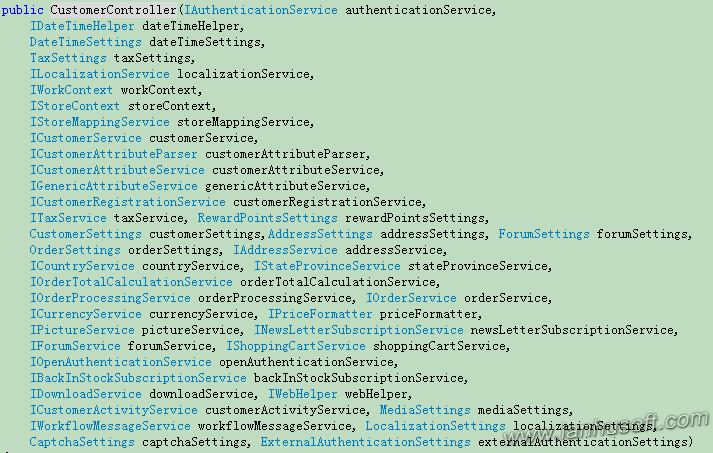 public CustomerController(IAuthenticationService authenticationService,
IDateTimeHelper dateTimeHelper,
DateTimeSettings dateTimeSettings,
TaxSettings taxSettings,
ILocalizationService localizationService,
IWorkContext workContext,
IStoreContext storeContext,
IStoreMappingService storeMappingService,
ICustomerService customerService,
ICustomerAttributeParser customerAttributeParser,
ICustomerAttributeService customerAttributeService,
IGenericAttributeService genericAttributeService,
ICustomerRegistrationService customerRegistrationService,
ITaxService taxService, RewardPointsSettings rewardPointsSettings,
CustomerSettings customerSettings,AddressSettings addressSettings, ForumSettings forumSettings,
OrderSettings orderSettings, IAddressService addressService,
ICountryService countryService, IStateProvinceService stateProvinceService,
IOrderTotalCalculationService orderTotalCalculationService,
IOrderProcessingService orderProcessingService, IOrderService orderService,
ICurrencyService currencyService, IPriceFormatter priceFormatter,
IPictureService pictureService, INewsLetterSubscriptionService newsLetterSubscriptionService,
IForumService forumService, IShoppingCartService shoppingCartService,
IOpenAuthenticationService openAuthenticationService,
IBackInStockSubscriptionService backInStockSubscriptionService,
IDownloadService downloadService, IWebHelper webHelper,
ICustomerActivityService customerActivityService, MediaSettings mediaSettings,
IWorkflowMessageService workflowMessageService, LocalizationSettings localizationSettings,
CaptchaSettings captchaSettings, ExternalAuthenticationSettings externalAuthenticationSettings)